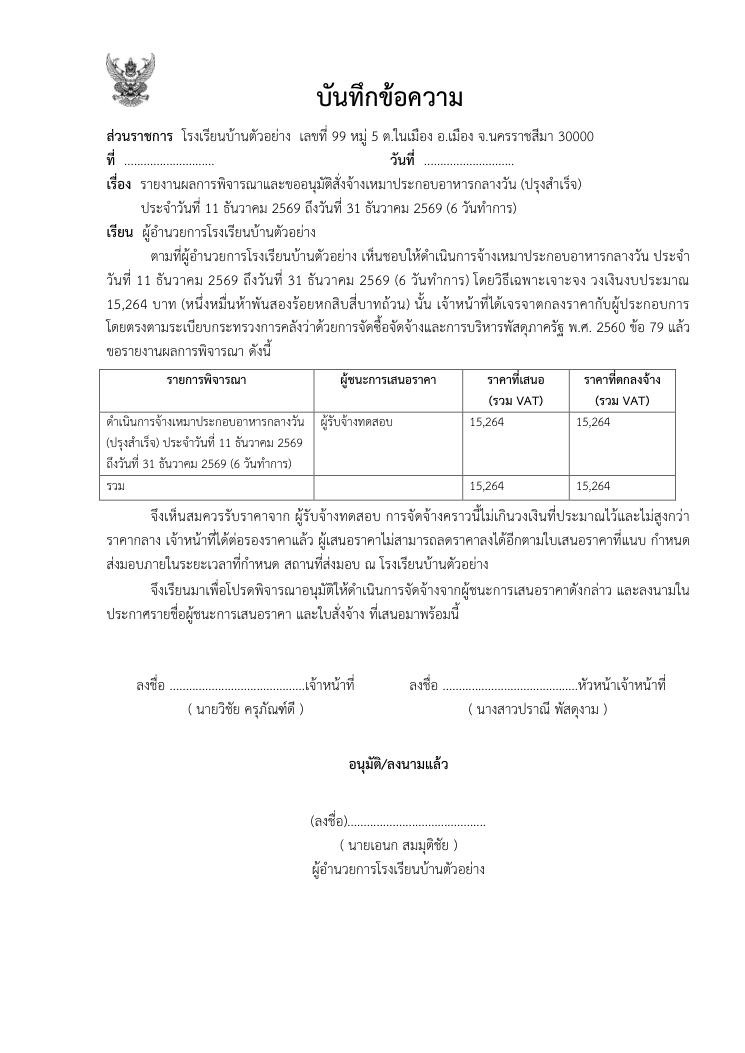 บันทึกข้อความ
ส่วนราชการ โรงเรียนบ้านตัวอย่าง เลขที่ 99 หมู่ 5 ต.ในเมือง อ.เมือง จ.นครราชสีมา 30000
ที่ ............................ วันที่ ............................
เรื่อง รายงานผลการพิจารณาและขออนุมัติสั่งจ้างเหมาประกอบอาหารกลางวัน (ปรุงสำเร็จ)
ประจำวันที่ 11 ธันวาคม 2569 ถึงวันที่ 31 ธันวาคม 2569 (6 วันทำการ)
เรียน ผู้อำนวยการโรงเรียนบ้านตัวอย่าง
ตามที่ผู้อำนวยการโรงเรียนบ้านตัวอย่าง เห็นชอบให้ดำเนินการจ้างเหมาประกอบอาหารกลางวัน ประจำ
วันที่ 11 ธันวาคม 2569 ถึงวันที่ 31 ธันวาคม 2569 (6 วันทำการ) โดยวิธีเฉพาะเจาะจง วงเงินงบประมาณ
15,264 บาท (หนึ่งหมื่นห้าพันสองร้อยหกสิบสี่บาทถ้วน) นั้น เจ้าหน้าที่ได้เจรจาตกลงราคากับผู้ประกอบการ
โดยตรงตามระเบียบกระทรวงการคลังว่าด้วยการจัดซื้อจัดจ้างและการบริหารพัสดุภาครัฐ พ.ศ. 2560 ข้อ 79 แล้ว
ขอรายงานผลการพิจารณา ดังนี้
รายการพิจารณา ผู้ชนะการเสนอราคา ราคาที่เสนอ ราคาที่ตกลงจ้าง
(รวม VAT) (รวม VAT)
ดำเนินการจ้างเหมาประกอบอาหารกลางวัน ผู้รับจ้างทดสอบ 15,264 15,264
(ปรุงสำเร็จ) ประจำวันที่ 11 ธันวาคม 2569
ถึงวันที่ 31 ธันวาคม 2569 (6 วันทำการ)
รวม 15,264 15,264
จึงเห็นสมควรรับราคาจาก ผู้รับจ้างทดสอบ การจัดจ้างคราวนี้ไม่เกินวงเงินที่ประมาณไว้และไม่สูงกว่า
ราคากลาง เจ้าหน้าที่ได้ต่อรองราคาแล้ว ผู้เสนอราคาไม่สามารถลดราคาลงได้อีกตามใบเสนอราคาที่แนบ กำหนด
ส่งมอบภายในระยะเวลาที่กำหนด สถานที่ส่งมอบ ณ โรงเรียนบ้านตัวอย่าง
จึงเรียนมาเพื่อโปรดพิจารณาอนุมัติให้ดำเนินการจัดจ้างจากผู้ชนะการเสนอราคาดังกล่าว และลงนามใน
ประกาศรายชื่อผู้ชนะการเสนอราคา และใบสั่งจ้าง ที่เสนอมาพร้อมนี้
ลงชื่อ ..........................................เจ้าหน้าที่ ลงชื่อ ..........................................หัวหน้าเจ้าหน้าที่
( นายวิชัย ครุภัณฑ์ดี ) ( นางสาวปราณี พัสดุงาม )
อนุมัติ/ลงนามแล้ว
(ลงชื่อ)...........................................
( นายเอนก สมมุติชัย )
ผู้อำนวยการโรงเรียนบ้านตัวอย่าง